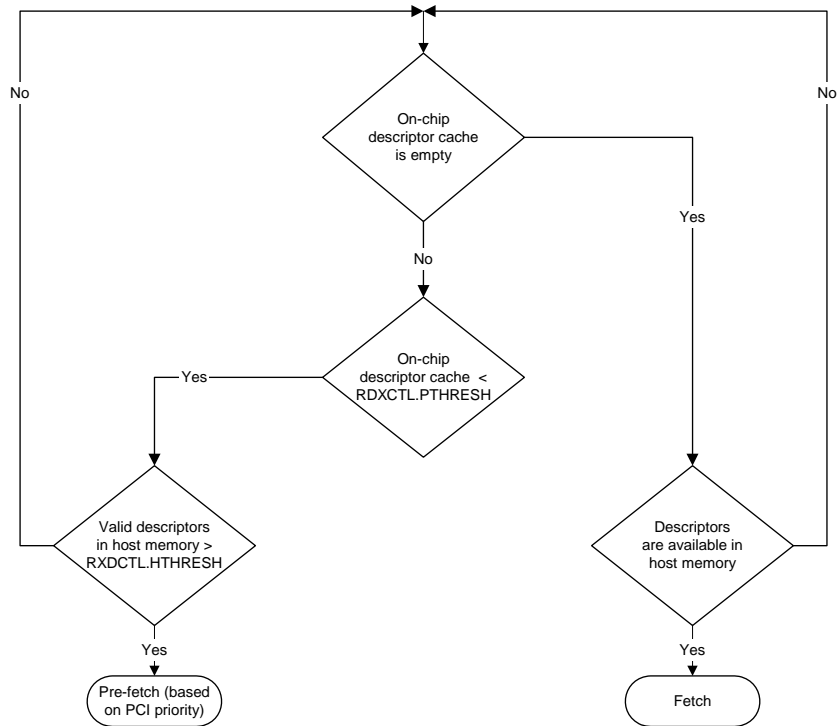 No
No
On-chip
descriptor cache
is empty
Yes
No
On-chip
descriptor cache <
RDXCTL.PTHRESH
Yes
Valid descriptors
in host memory >
RXDCTL.HTHRESH
Descriptors
are available in
host memory
Yes
Yes
Pre-fetch (based
on PCI priority)
Fetch